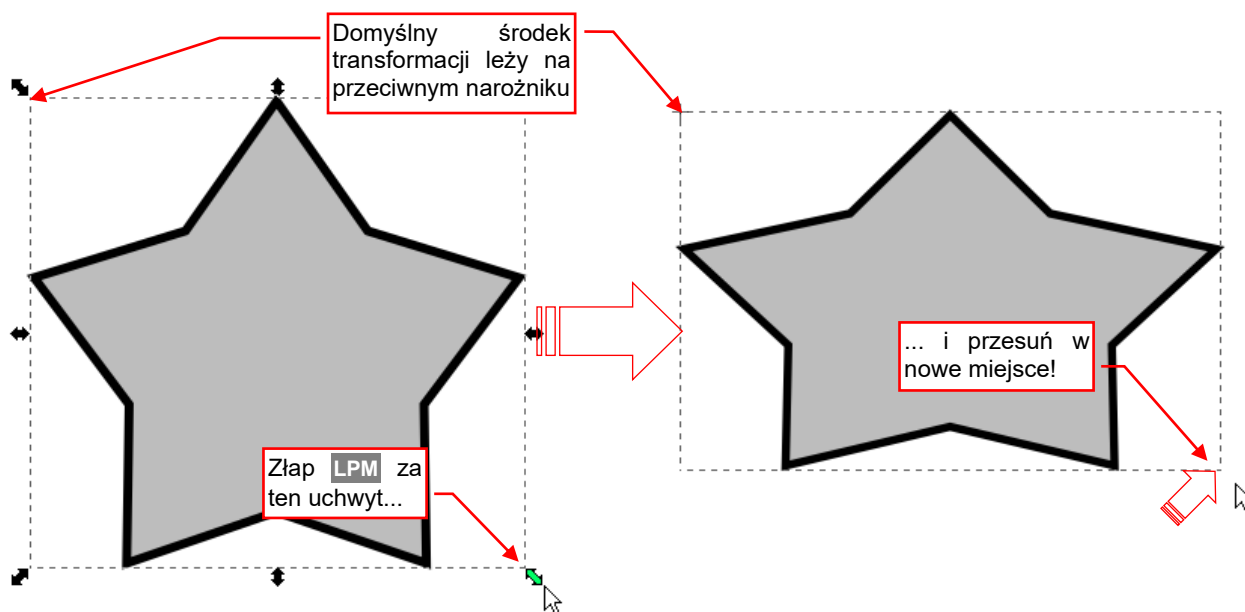 Domyślny środek
transformacji leży na
przeciwnym narożniku
... i przesuń w
nowe miejsce!
Złap LPM za
ten uchwyt...